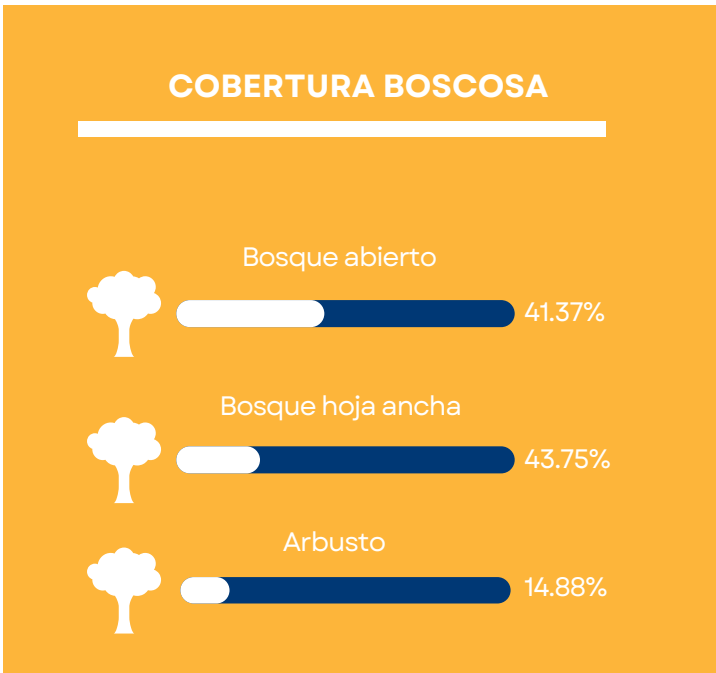 COBERTURA BOSCOSA
Bosque abierto
41.37%
Bosque hoja ancha
43.75%
Arbusto
14.88%